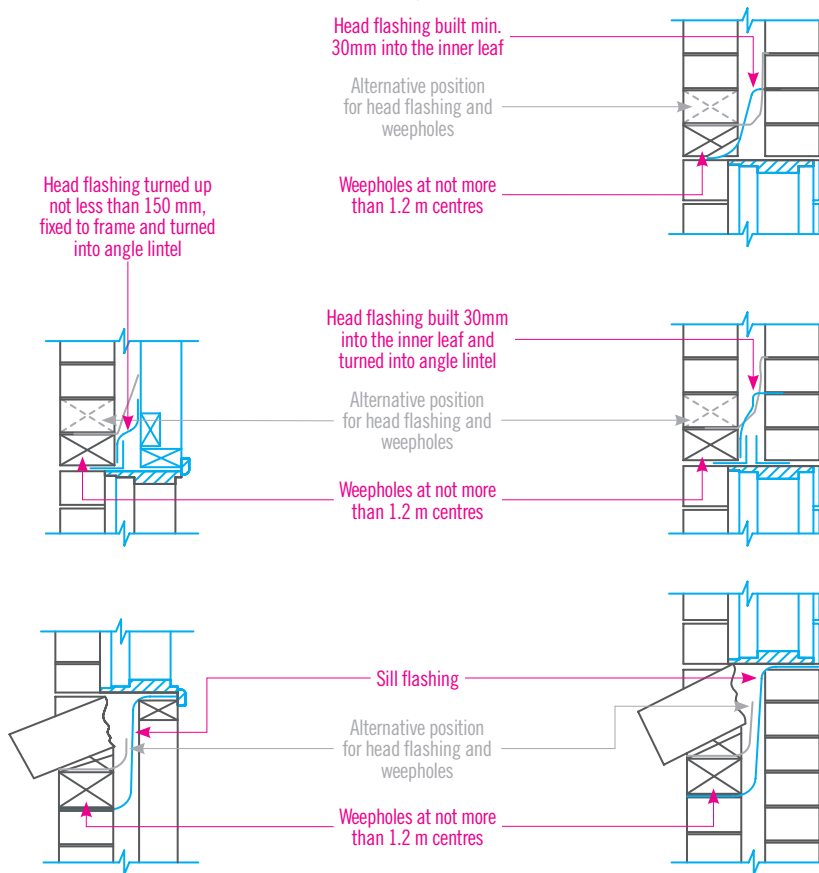 Head flashing built min.
30mm into the inner leaf
Alternative position
for head flashing and
weepholes
Weepholes at not more
than 1.2 m centres
Head flashing turned up
not less than 150 mm,
fixed to frame and turned
into angle lintel
Head flashing built 30mm
into the inner leaf and
turned into angle lintel
Alternative position
for head flashing and
weepholes
Weepholes at not more
than 1.2 m centres
Sill flashing
Alternative position
for head flashing and
weepholes
Weepholes at not more
than 1.2 m centres